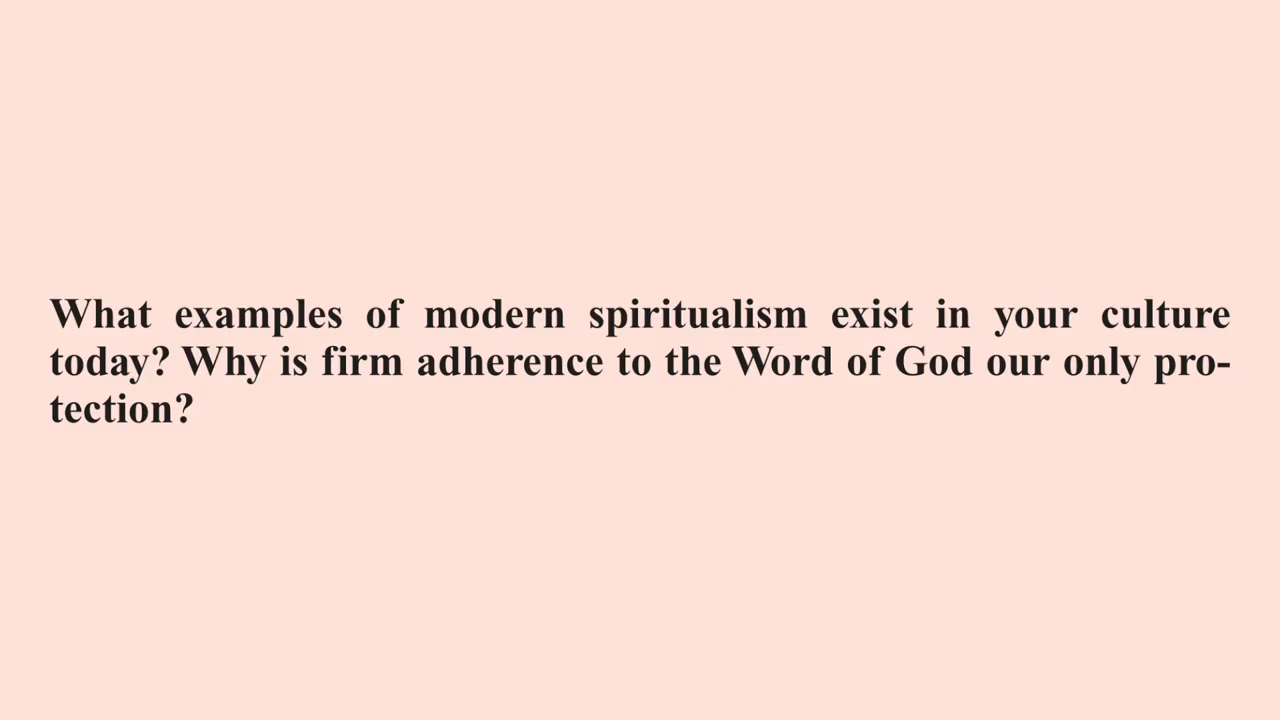 What examples of modern spiritualism exist in your culture
today? Why is firm adherence to the Word of God our only pro-
tection?